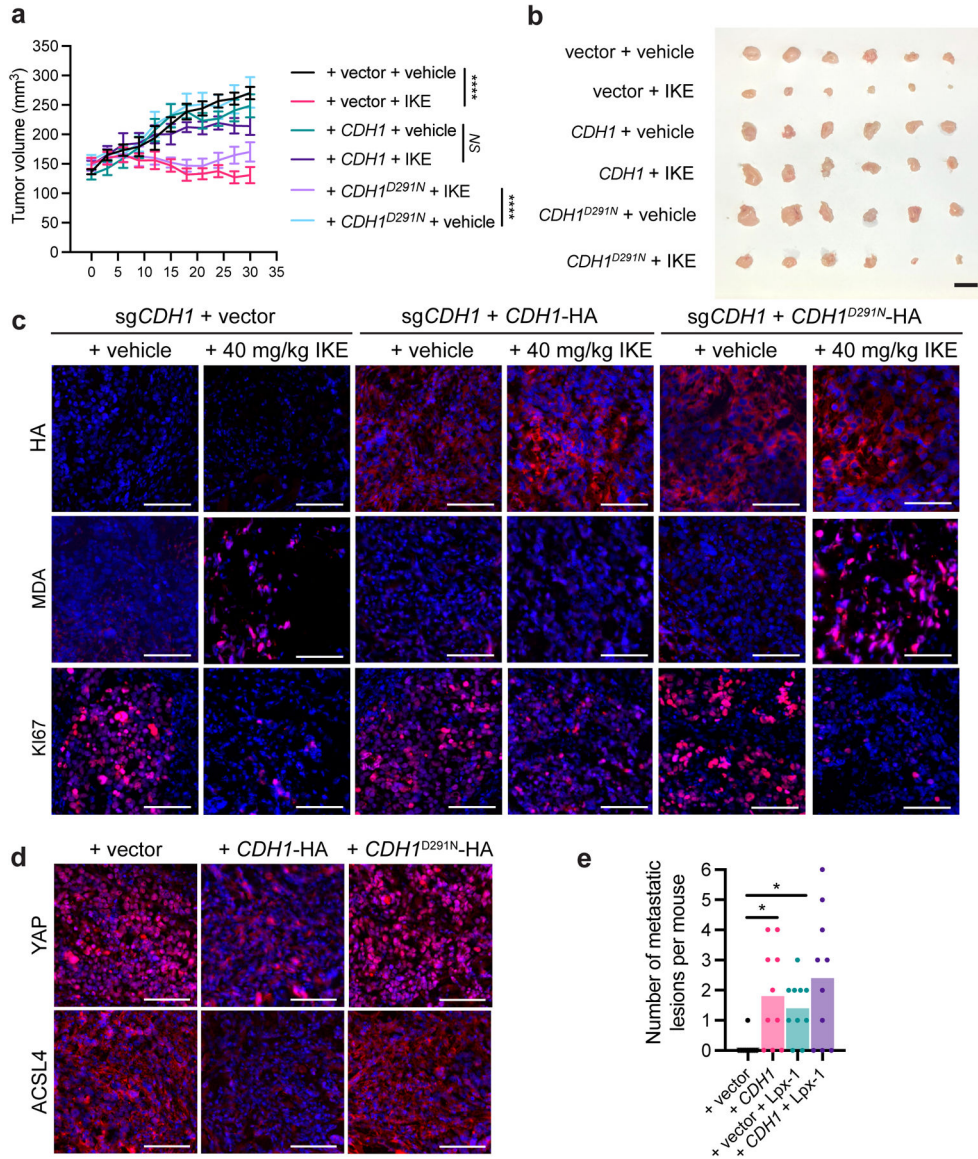 a
Tumor volume (mm3)
350
300
250
200
150
100
50
0
0 5 10 15 20 25 30 35
+ vector + vehicle
+ vector + IKE
+ CDH1 + vehicle
+ CDH1 + IKE
+ CDH1D291N + IKE
+ CDH1D291N + vehicle
****
NS
****
b
vector + vehicle
vector + IKE
CDH1 + vehicle
CDH1 + IKE
CDH1D291N + vehicle
CDH1D291N + IKE
c
sgCDH1 + vector
sgCDH1 + CDH1-HA
sgCDH1 + CDH1D291N-HA
+ vehicle
+ 40 mg/kg IKE
+ vehicle
+ 40 mg/kg IKE
+ vehicle
+ 40 mg/kg IKE
HA
MDA
KI67
d
+ vector
+ CDH1-HA
+ CDH1D291N-HA
YAP
ACSL4
e
Number of metastatic
lesions per mouse
6
5
4
3
2
1
0
*
*
+ vector
+ CDH1
+ vector + Lpx-1
+ CDH1 + Lpx-1